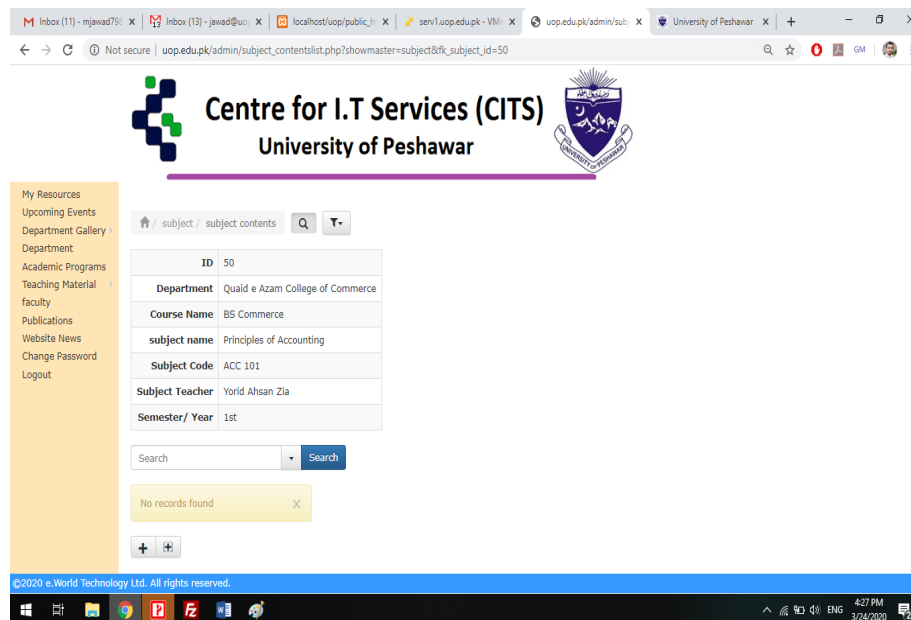 Inbox (11) - mjawad79
Inbox (13) - jawad@uo
localhost/uop/public_h
serv1.uop.edu.pk - VM
uop.edu.pk/admin/sub
University of Peshawar
Not secure | uop.edu.pk/admin/subject_contentslist.php?showmaster=subject&fk_subject_id=50
GM
Centre for I.T Services (CITS)
University of Peshawar
UNIVERSITY OF PESHAWAR
My Resources
Upcoming Events
Department Gallery
Department
Academic Programs
Teaching Material
faculty
Publications
Website News
Change Password
Logout
/ subject / subject contents
ID 50
Department Quaid e Azam College of Commerce
Course Name BS Commerce
subject name Principles of Accounting
Subject Code ACC 101
Subject Teacher Yorid Ahsan Zia
Semester/ Year 1st
Search Search
No records found
©2020 e.World Technology Ltd. All rights reserved.
ENG
4:27 PM
3/24/2020